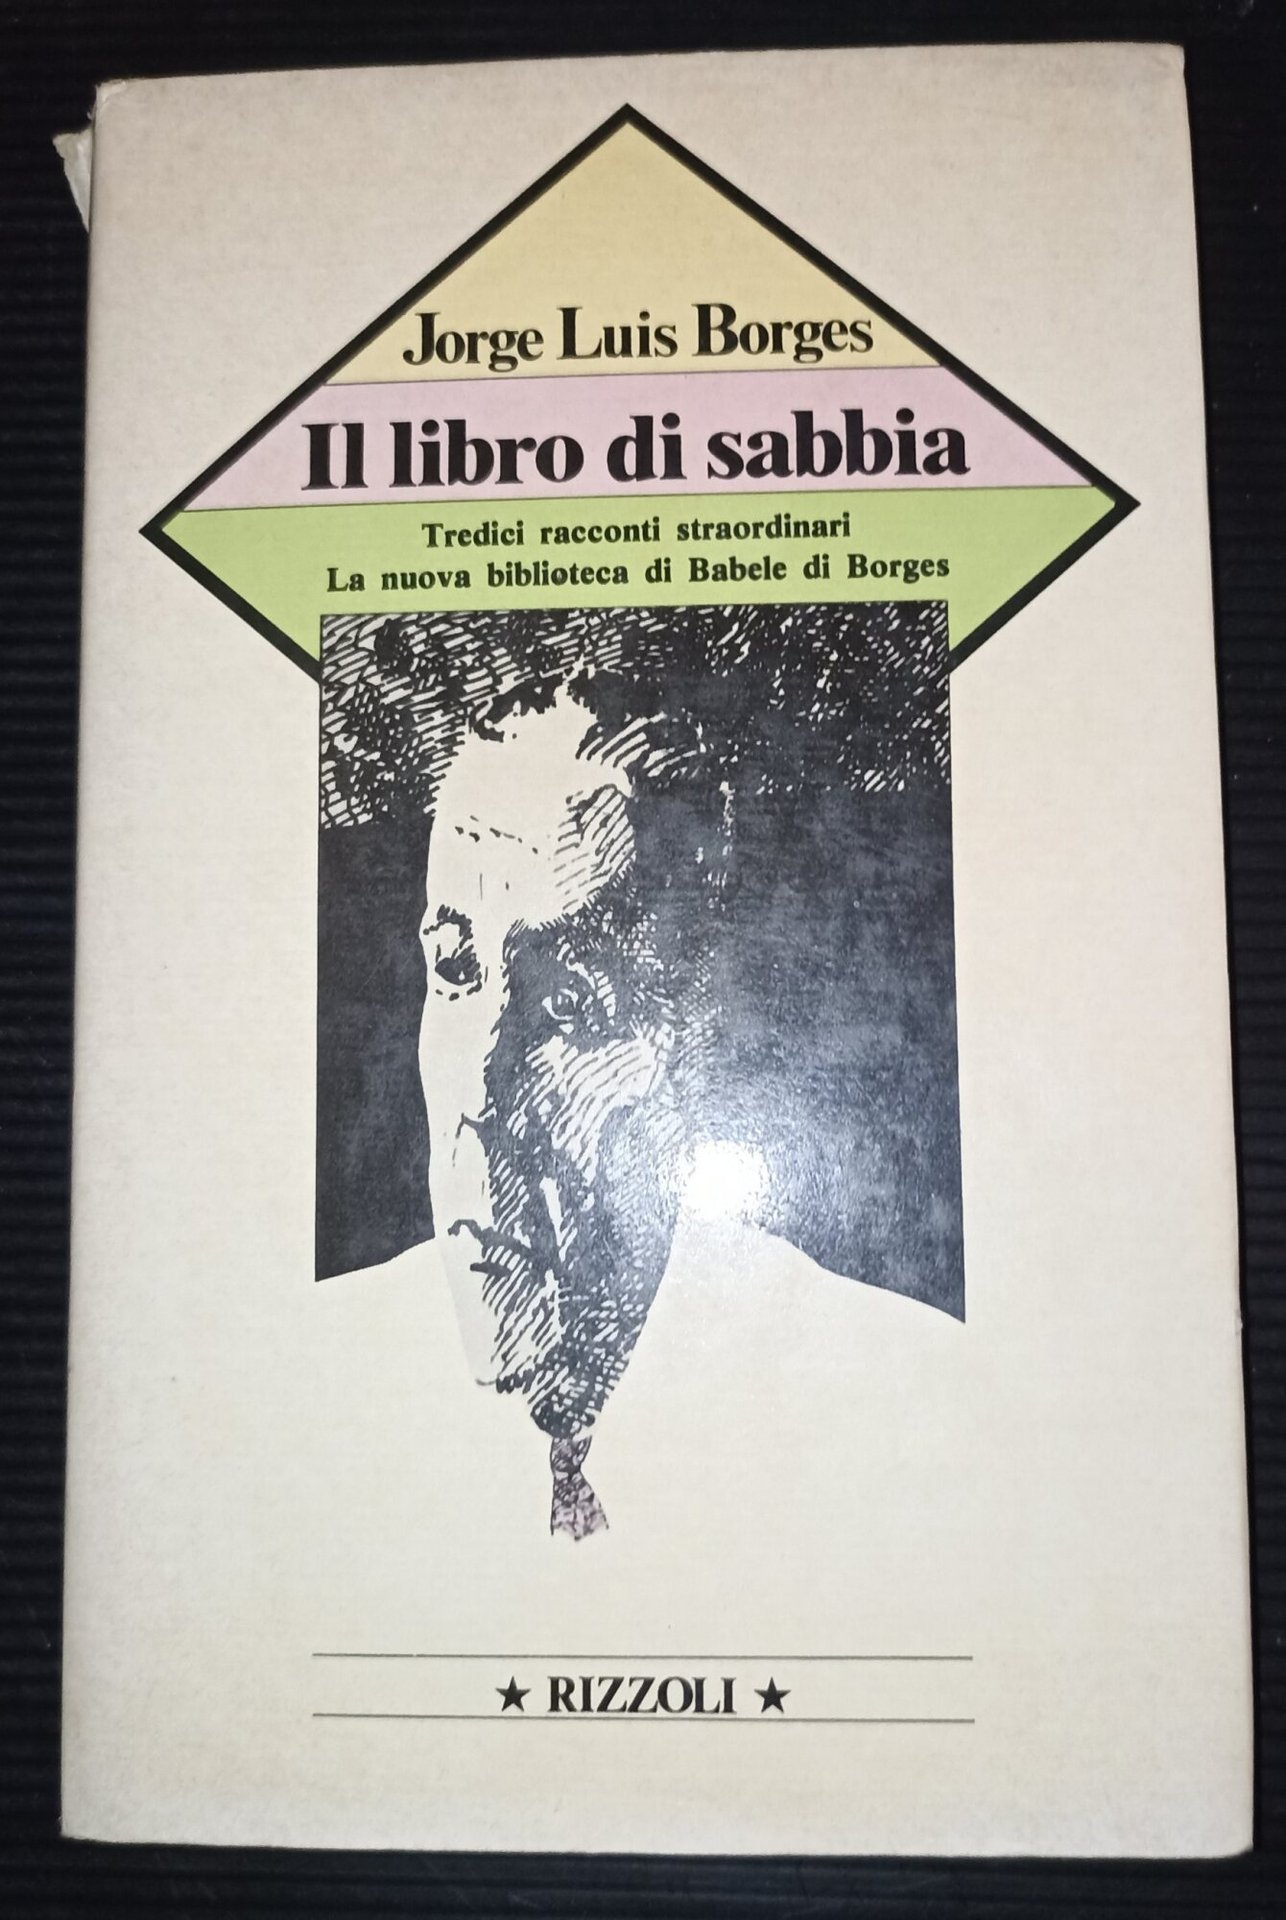 Jorge Luis Borges
Il libro di sabbia
Tredici racconti straordinari
La nuova biblioteca di Babele di Borges
★ RIZZOLI ★